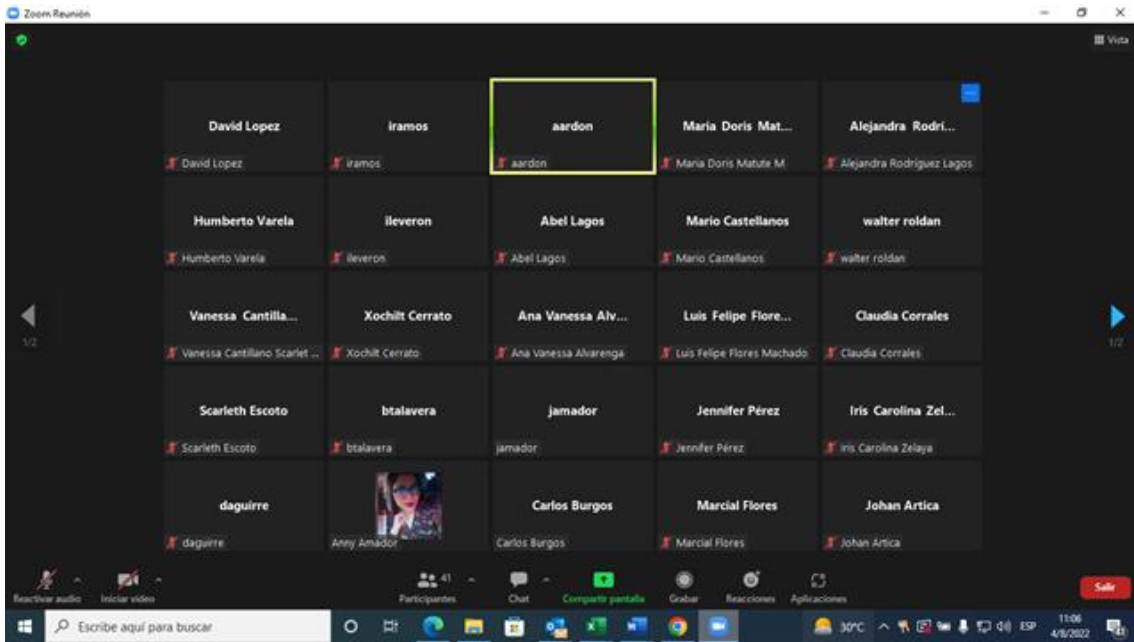 Zoom Reunión
Vista
David Lopez
David Lopez
iramos
iramos
aardon
aardon
Maria Doris Mat...
Maria Doris Matute M
Alejandra Rodrí...
Alejandra Rodríguez Lagos
Humberto Varela
Humberto Varela
ileveron
ileveron
Abel Lagos
Abel Lagos
Mario Castellanos
Mario Castellanos
walter roldan
walter roldan
Vanessa Cantilla...
Vanessa Cantillano Scarlet ...
Xochilt Cerrato
Xochilt Cerrato
Ana Vanessa Alv...
Ana Vanessa Alvarenga
Luis Felipe Flore...
Luis Felipe Flores Machado
Claudia Corrales
Claudia Corrales
1/2
1/2
Scarleth Escoto
Scarleth Escoto
btalavera
btalavera
jamador
jamador
Jennifer Pérez
Jennifer Pérez
Iris Carolina Zel...
Iris Carolina Zelaya
daguirre
daguirre
Anny Amador
Carlos Burgos
Carlos Burgos
Marcial Flores
Marcial Flores
Johan Artica
Johan Artica
Reactivar audio
Iniciar video
41
Participantes
Chat
Compartir pantalla
Grabar
Reacciones
Aplicaciones
Salir
Escribe aquí para buscar
30°C
ESP
11:06
4/8/2022